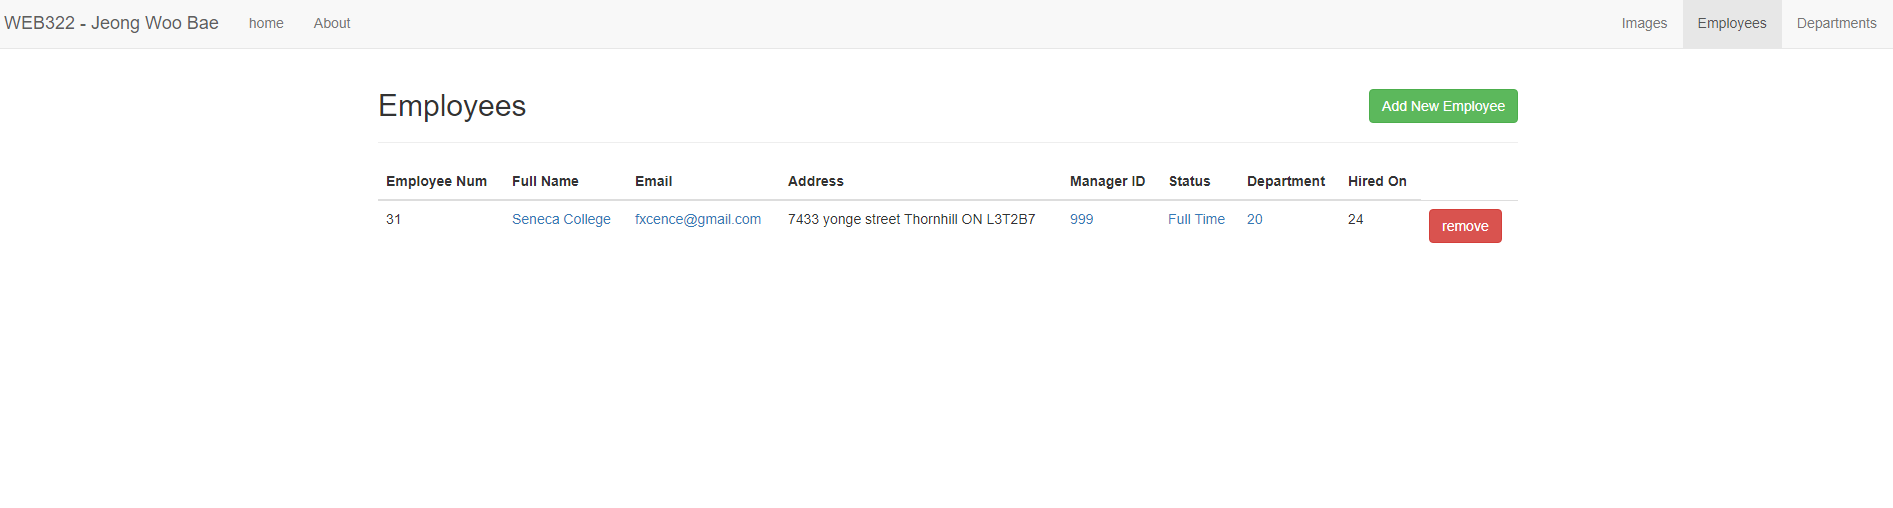 WEB322 - Jeong Woo Bae home About Images Employees Departments
Employees Add New Employee
Employee Num Full Name Email Address Manager ID Status Department Hired On
31 Seneca College fxcence@gmail.com 7433 yonge street Thornhill ON L3T2B7 999 Full Time 20 24 remove